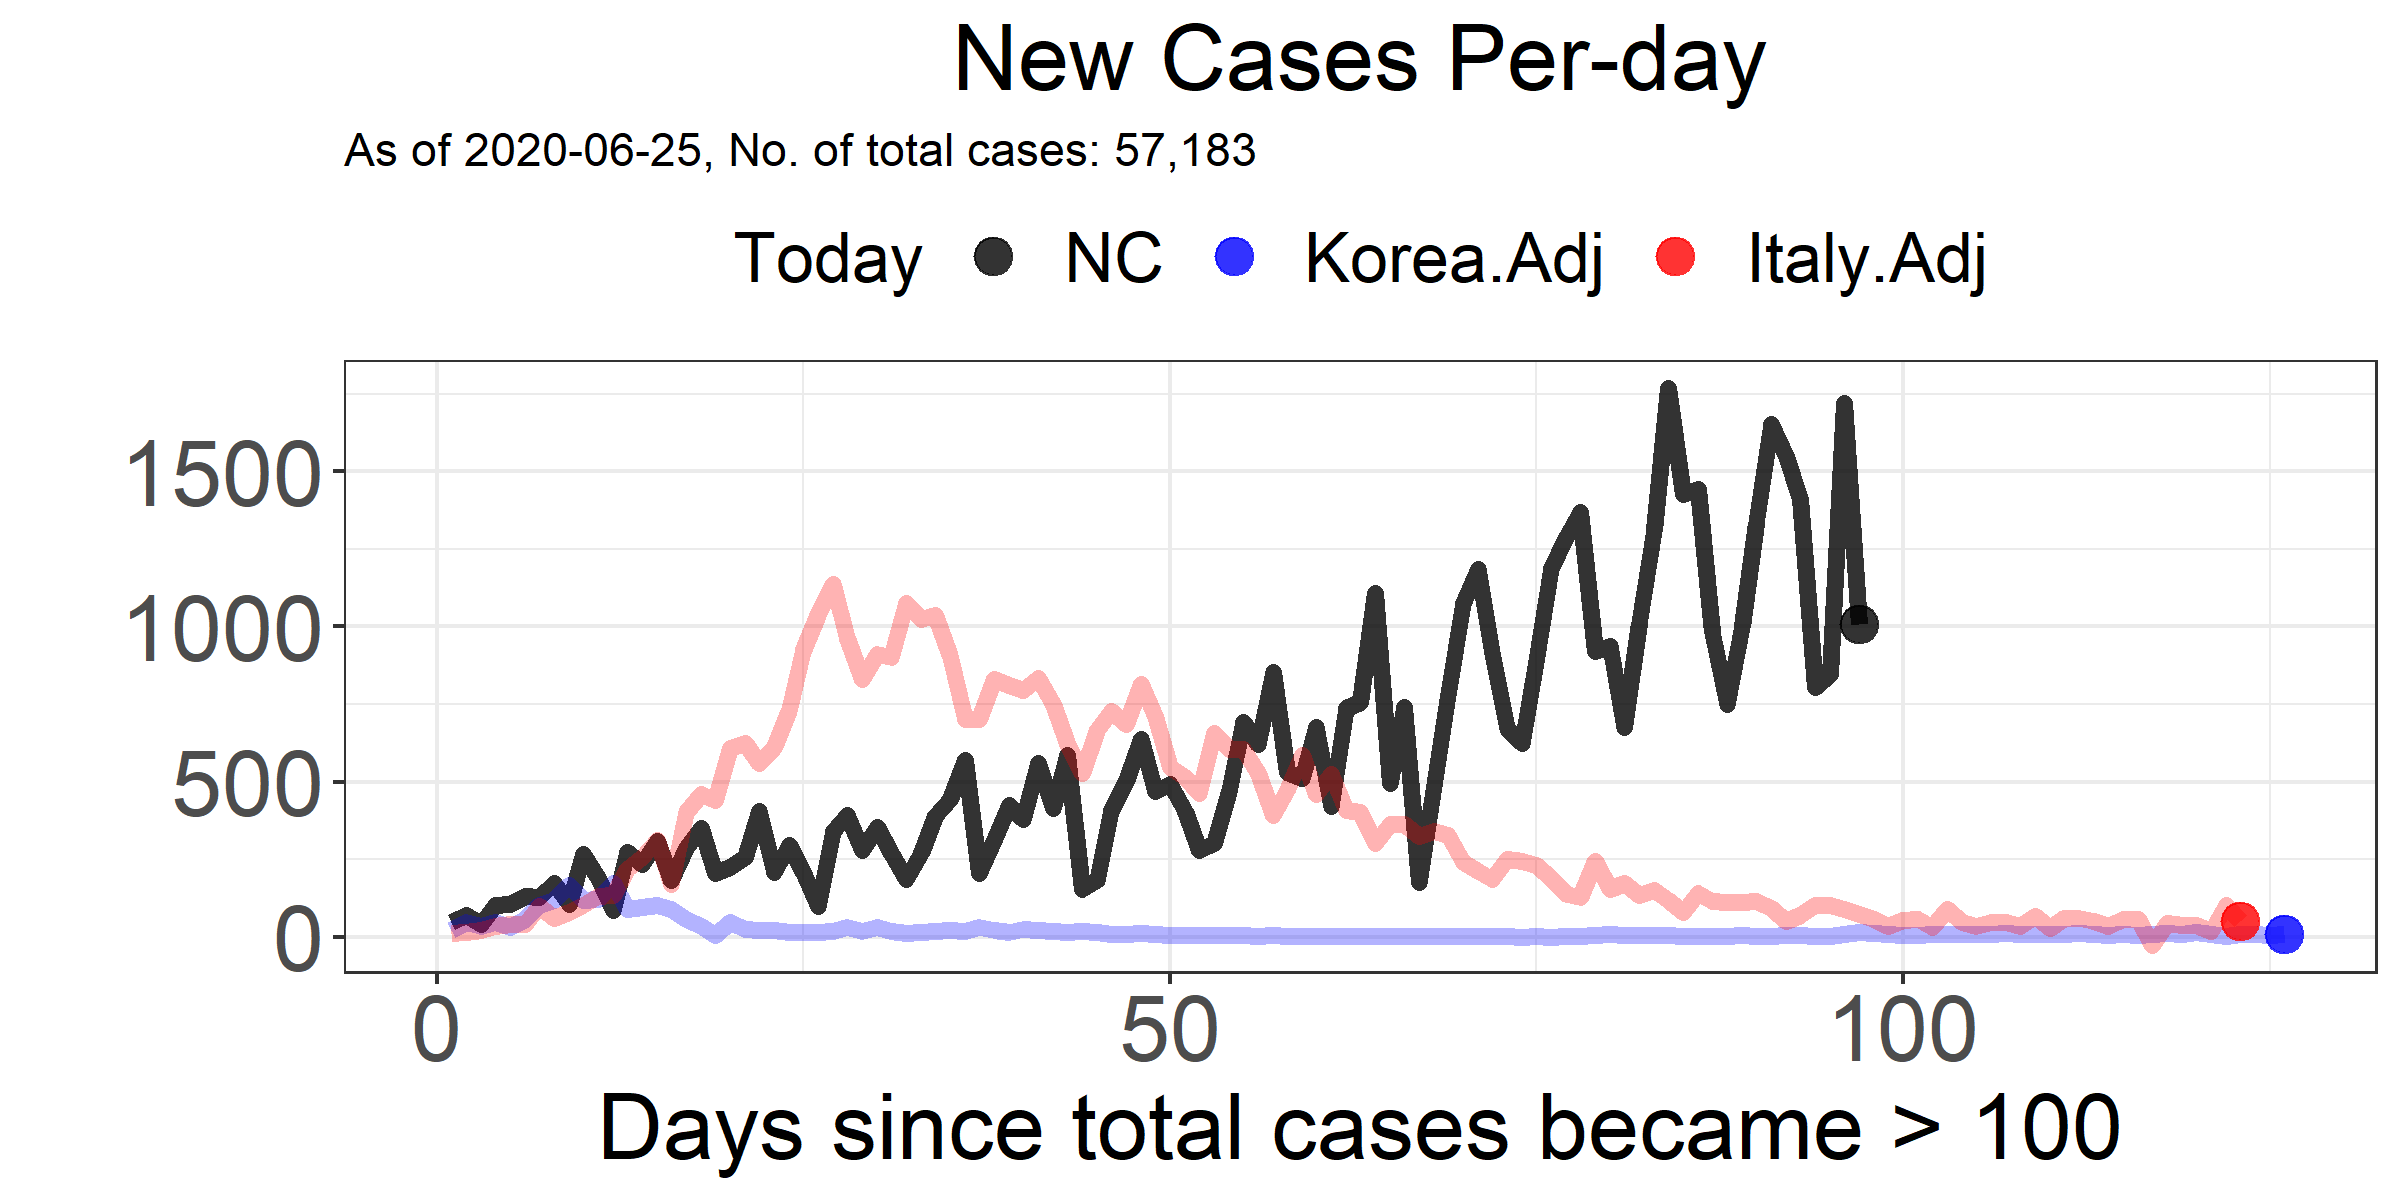 New Cases Per-day
As of 2020-06-25, No. of total cases: 57,183
Today NC Korea.Adj Italy.Adj
1500
1000
500
0
0 50 100
Days since total cases became > 100